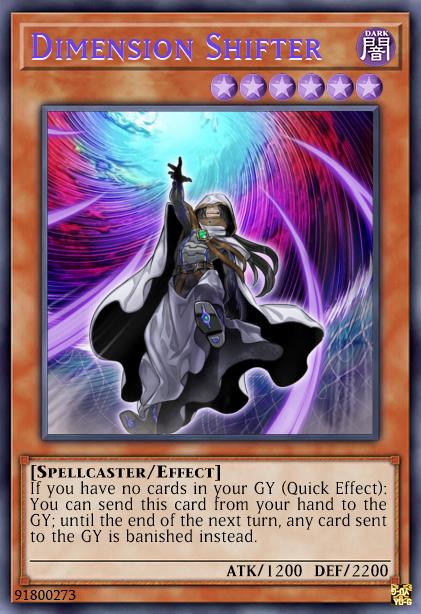 Dimension Shifter
DARK
闇
[Spellcaster/Effect]
If you have no cards in your GY (Quick Effect):
You can send this card from your hand to the
GY; until the end of the next turn, any card sent
to the GY is banished instead.
ATK/1200 DEF/2200
91800273